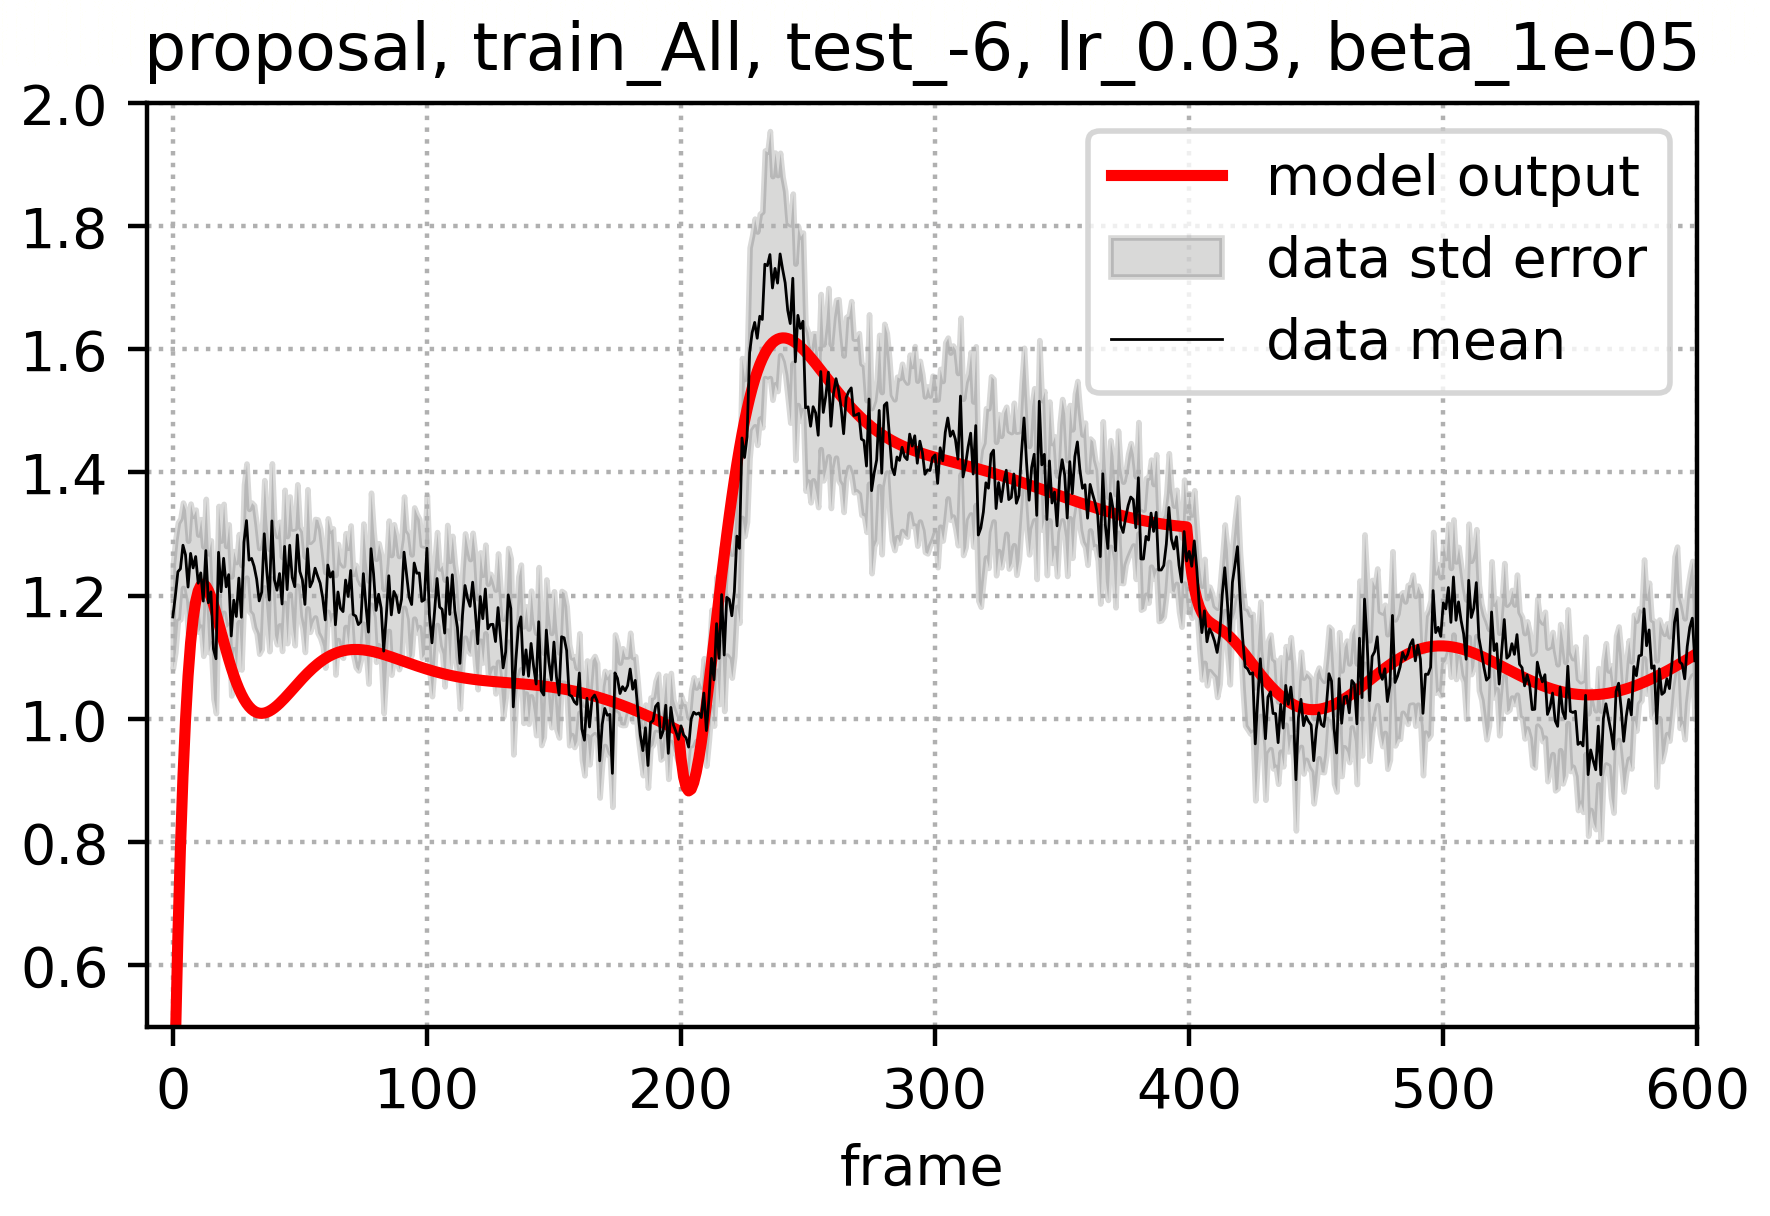 proposal, train_All, test_-6, lr_0.03, beta_1e-05
2.0
1.8
1.6
1.4
1.2
1.0
0.8
0.6
model output
data std error
data mean
0 100 200 300 400 500 600
frame